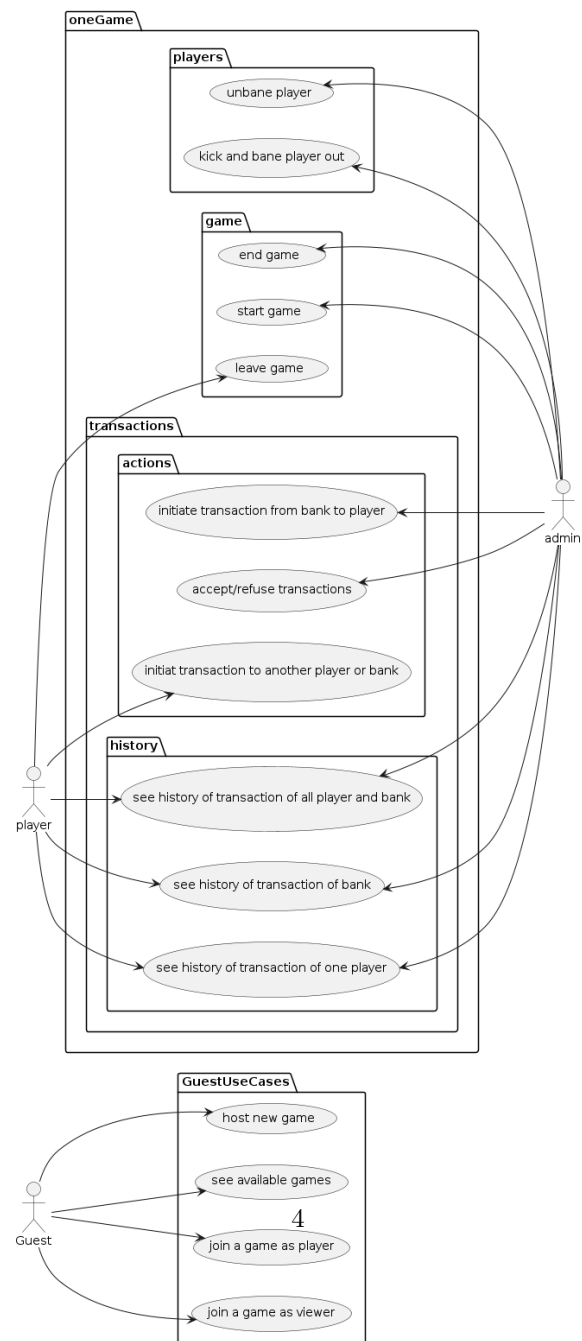 oneGame
players
unbane player
kick and bane player out
game
end game
start game
leave game
transactions
actions
initiate transaction from bank to player
accept/refuse transactions
initiat transaction to another player or bank
admin
history
see history of transaction of all player and bank
player
see history of transaction of bank
see history of transaction of one player
GuestUseCases
host new game
see available games
4
Guest
join a game as player
join a game as viewer